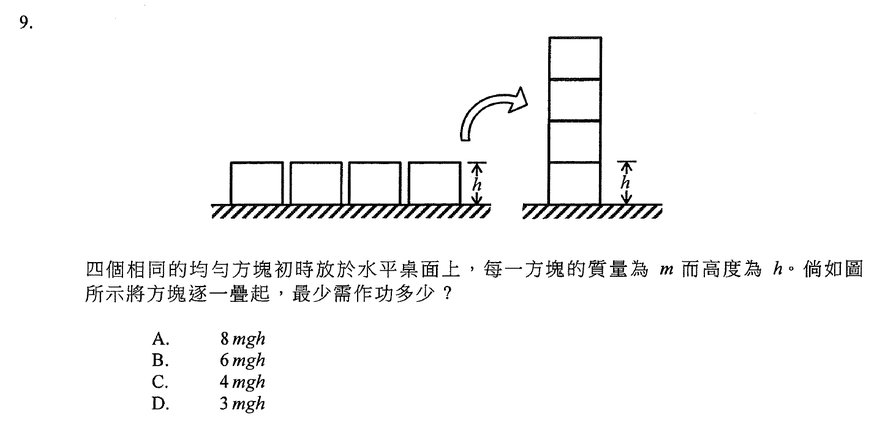 9.
h
h
四個相同的均勻方塊初時放於水平桌面上，每一方塊的質量為 m 而高度為 h。倘如圖
所示將方塊逐一疊起，最少需作功多少？
A. 8 mgh
B. 6 mgh
C. 4 mgh
D. 3 mgh